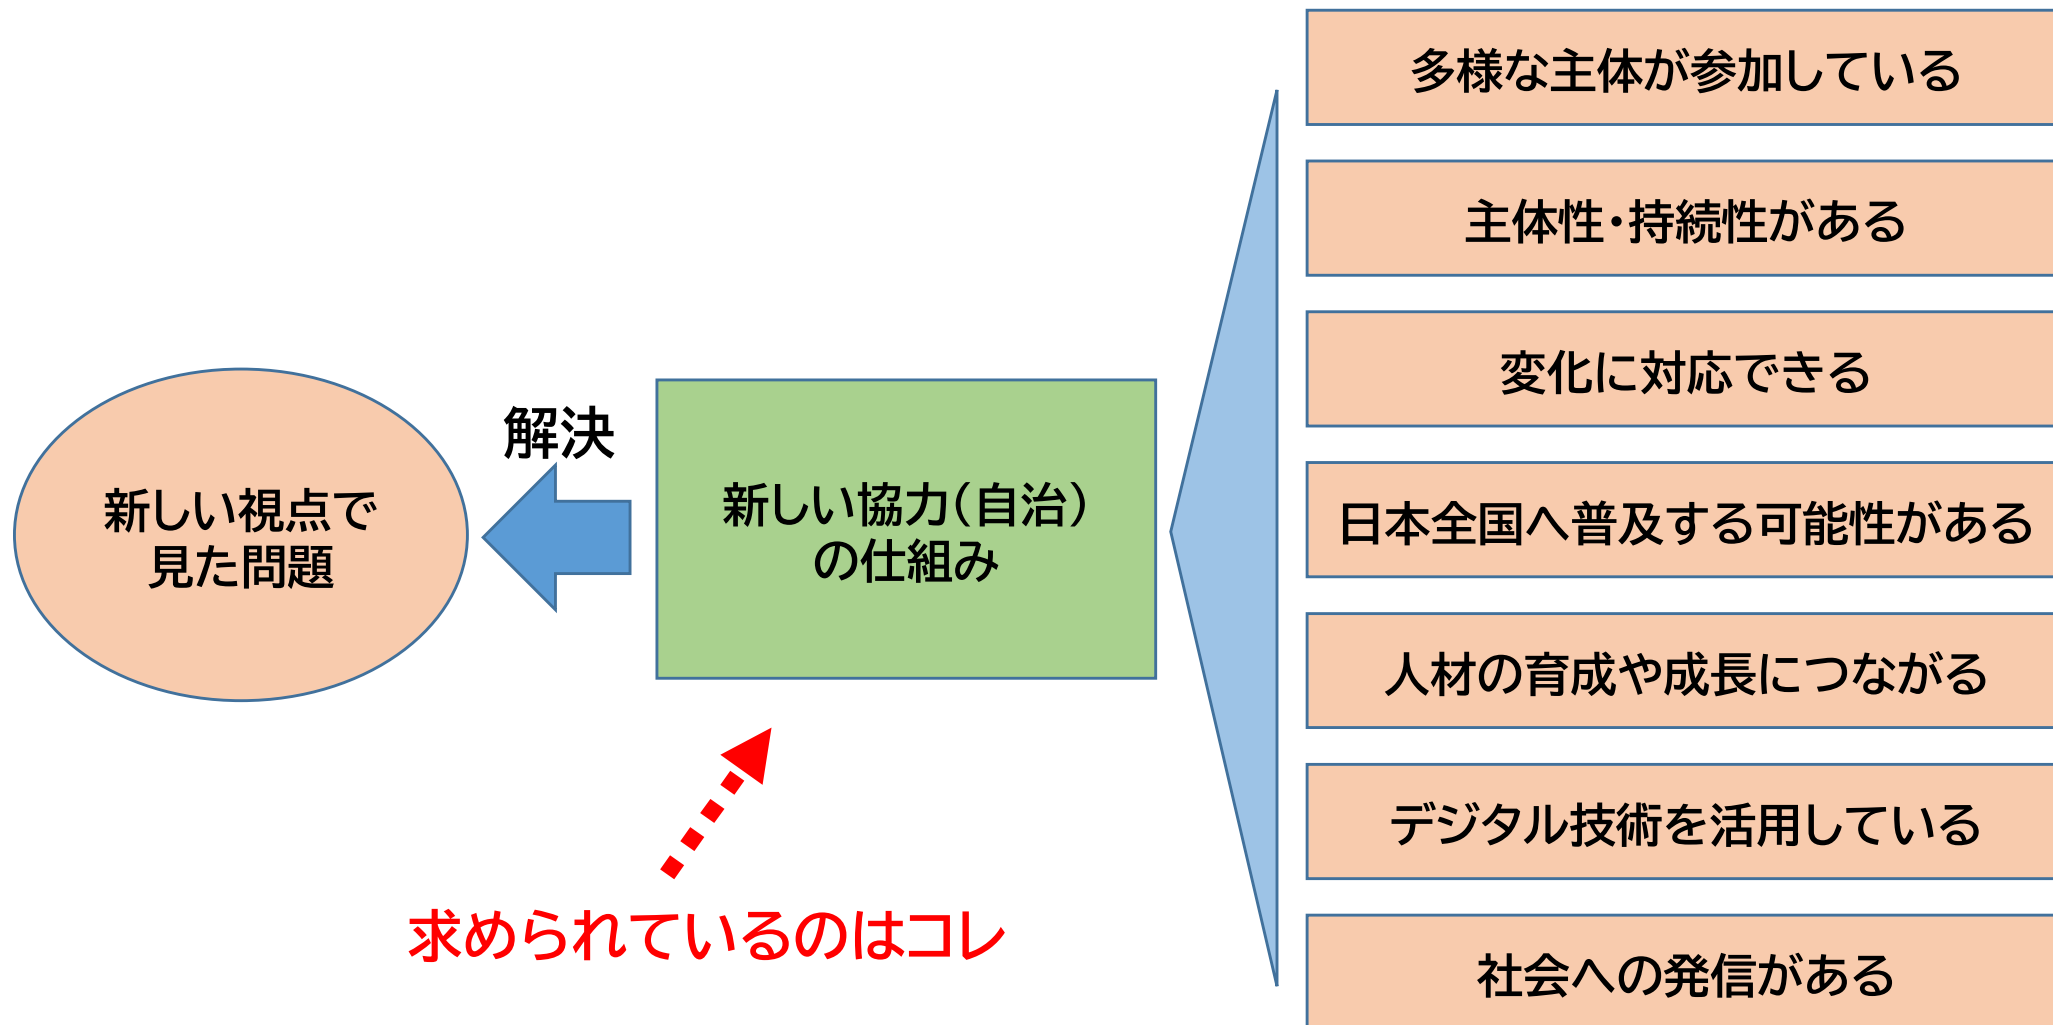 多様な主体が参加している
主体性・持続性がある
変化に対応できる
解決
新しい視点で
見た問題
新しい協力（自治）
の仕組み
日本全国へ普及する可能性がある
人材の育成や成長につながる
デジタル技術を活用している
求められているのはコレ
社会への発信がある